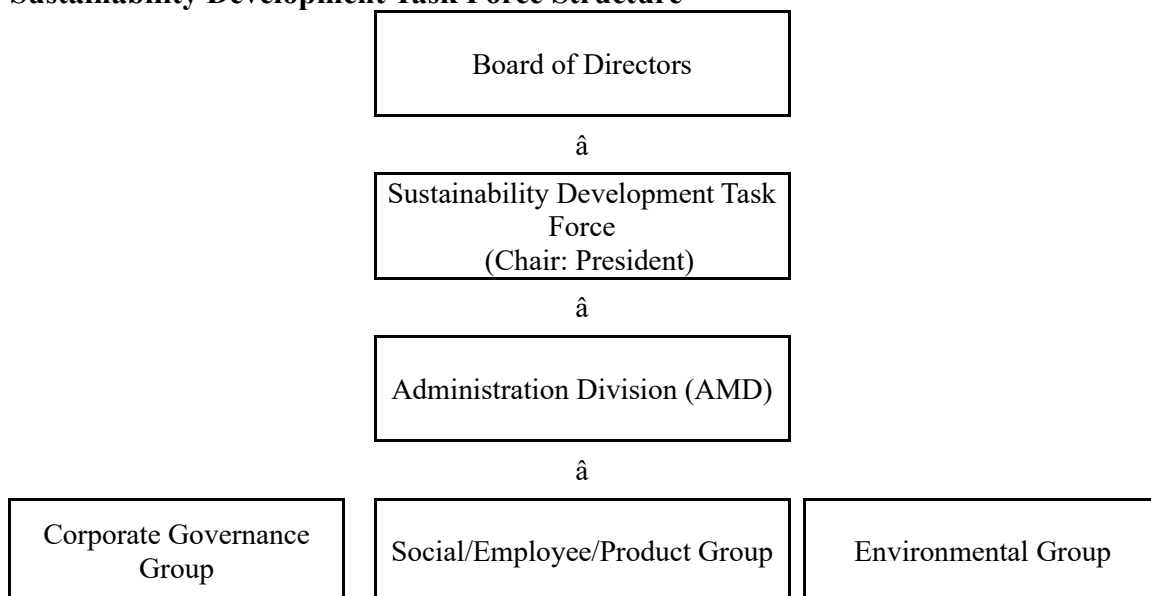 Sustainability Development Task Force Structure
Board of Directors
â
Sustainability Development Task
Force
(Chair: President)
â
Administration Division (AMD)
â
Corporate Governance
Group
Social/Employee/Product Group
Environmental Group